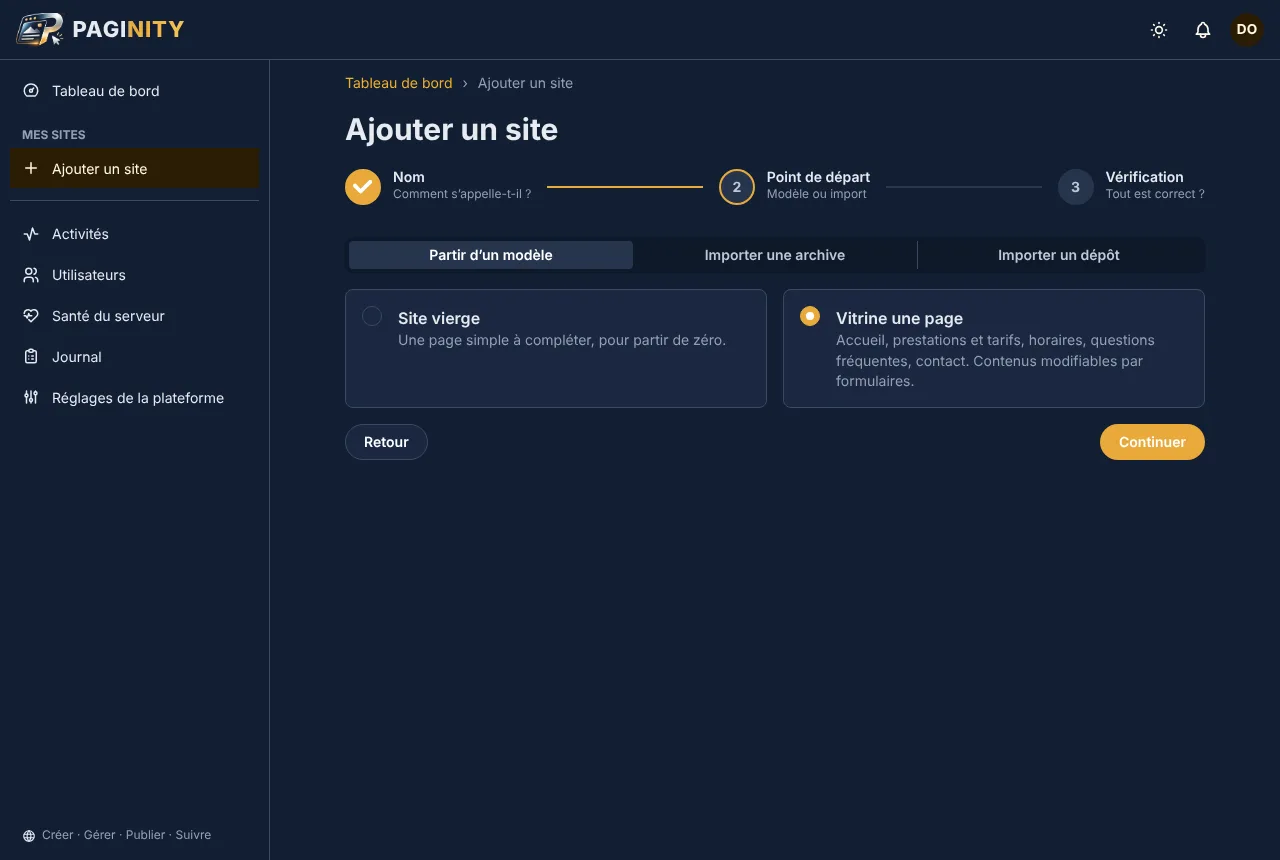 PAGINITY
DO
Tableau de bord
MES SITES
Ajouter un site
Activités
Utilisateurs
Santé du serveur
Journal
Réglages de la plateforme
Créer · Gérer · Publier · Suivre
Tableau de bord › Ajouter un site
Ajouter un site
Nom
Comment s’appelle-t-il ?
2
Point de départ
Modèle ou import
3
Vérification
Tout est correct ?
Partir d’un modèle
Importer une archive
Importer un dépôt
Site vierge
Une page simple à compléter, pour partir de zéro.
Vitrine une page
Accueil, prestations et tarifs, horaires, questions
fréquentes, contact. Contenus modifiables par
formulaires.
Retour
Continuer